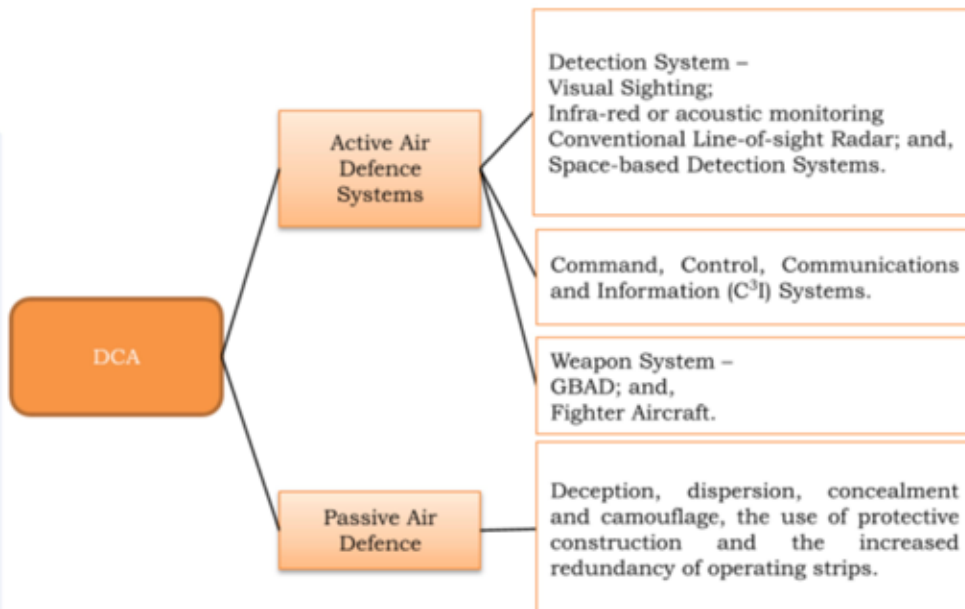 DCA
Active Air
Defence
Systems
Detection System –
Visual Sighting;
Infra-red or acoustic monitoring
Conventional Line-of-sight Radar; and,
Space-based Detection Systems.
Command, Control, Communications
and Information (C³I) Systems.
Weapon System –
GBAD; and,
Fighter Aircraft.
Passive Air
Defence
Deception, dispersion, concealment
and camouflage, the use of protective
construction and the increased
redundancy of operating strips.